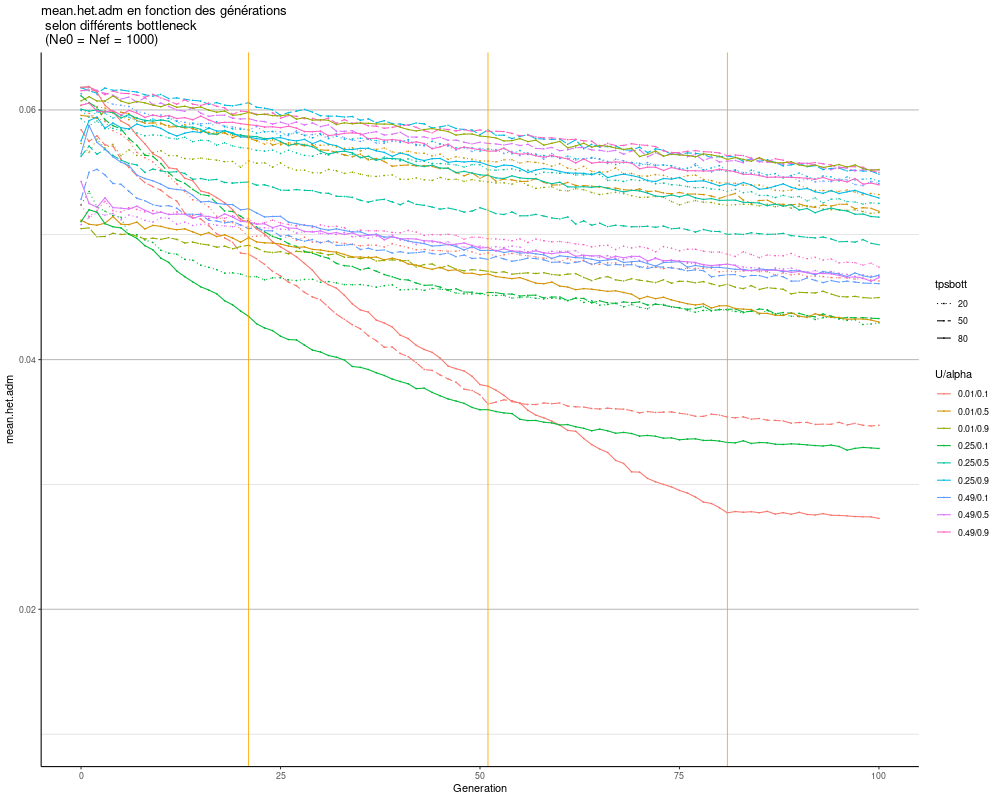 mean.het.adm en fonction des générations
selon différents bottleneck
(Ne0 = Nef = 1000)
mean.het.adm
0.06
0.04
0.02
0
25
50
75
100
Generation
tpsbott
20
50
80
U/alpha
0.01/0.1
0.01/0.5
0.01/0.9
0.25/0.1
0.25/0.5
0.25/0.9
0.49/0.1
0.49/0.5
0.49/0.9